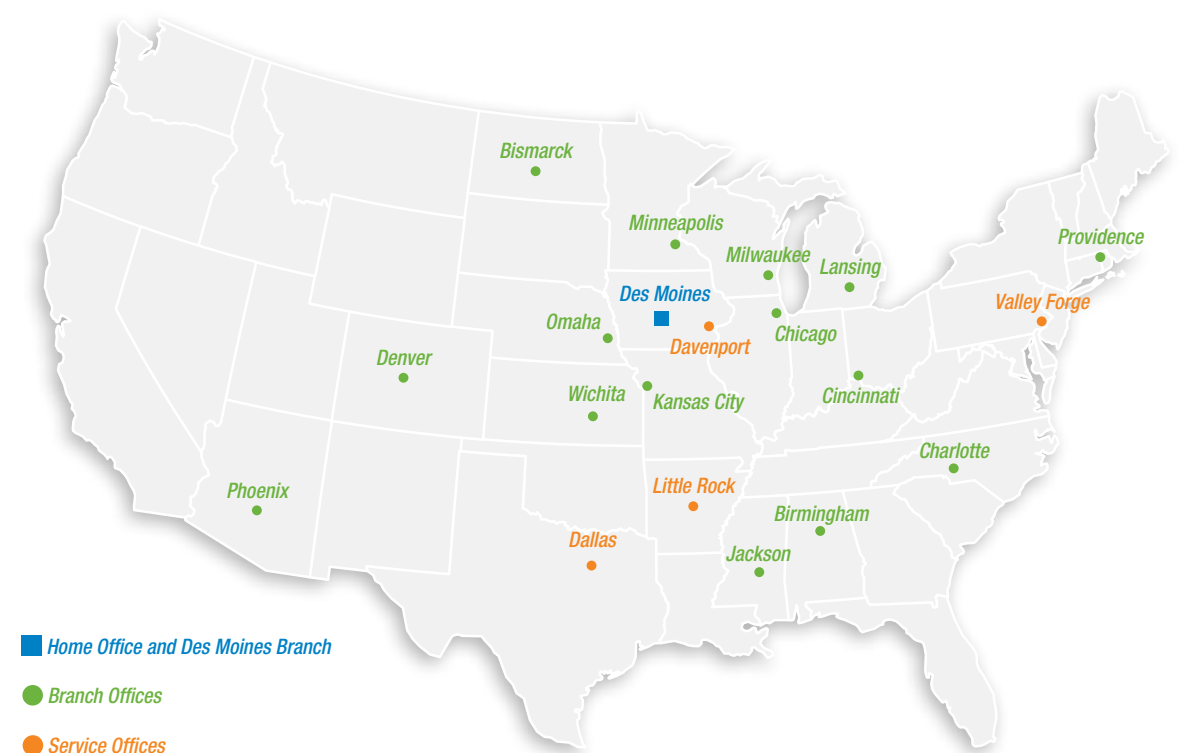 Bismarck
Minneapolis
Providence
Milwaukee
Lansing
Des Moines
Valley Forge
Omaha
Chicago
Davenport
Denver
Wichita
Kansas City
Cincinnati
Charlotte
Little Rock
Phoenix
Birmingham
Dallas
Jackson
Home Office and Des Moines Branch
Branch Offices
Service Offices